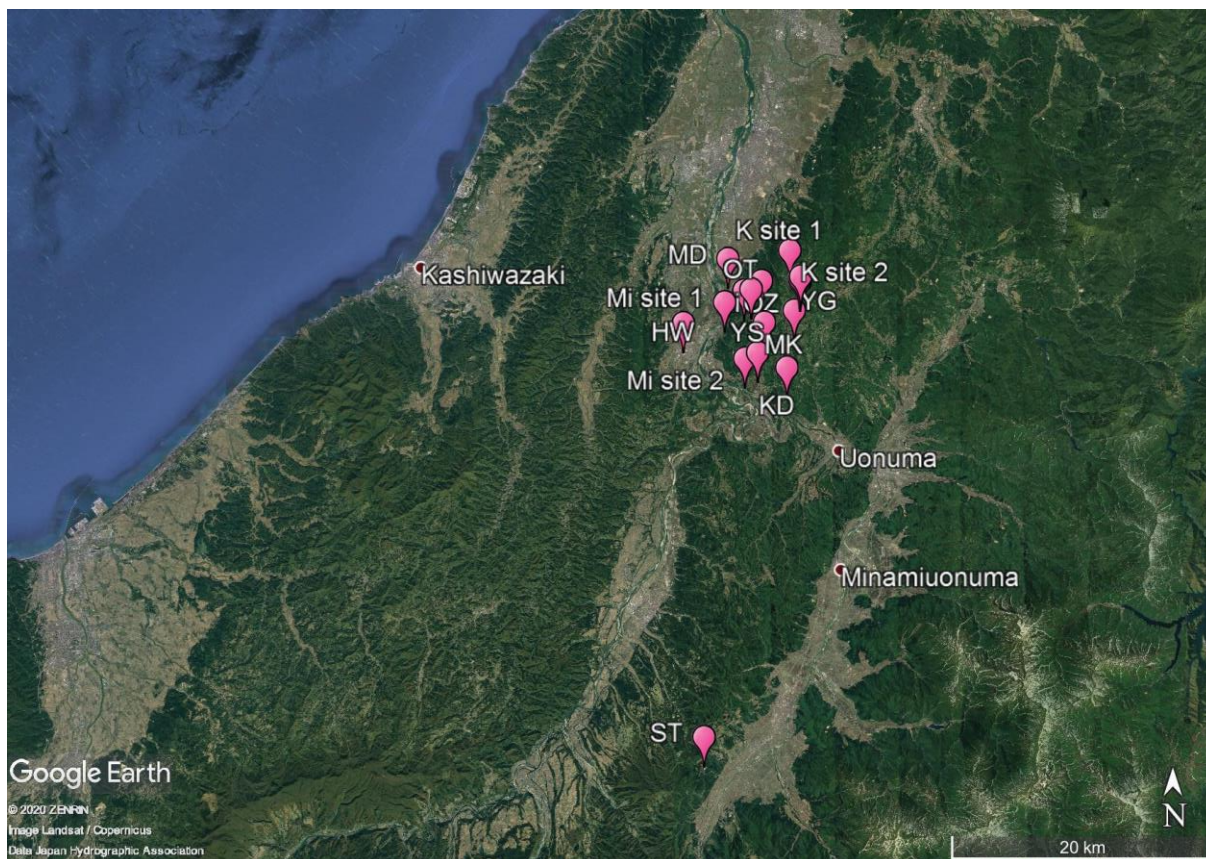 K site 1
MD
OT
K site 2
Kashiwazaki
Mi site 1
OZ
YG
HW
YS
MK
Mi site 2
KD
Uonuma
Minamiuonuma
ST
Google Earth
© 2020 ZENRIN
Image Landsat / Copernicus
Data Japan Hydrographic Association
N
20 km